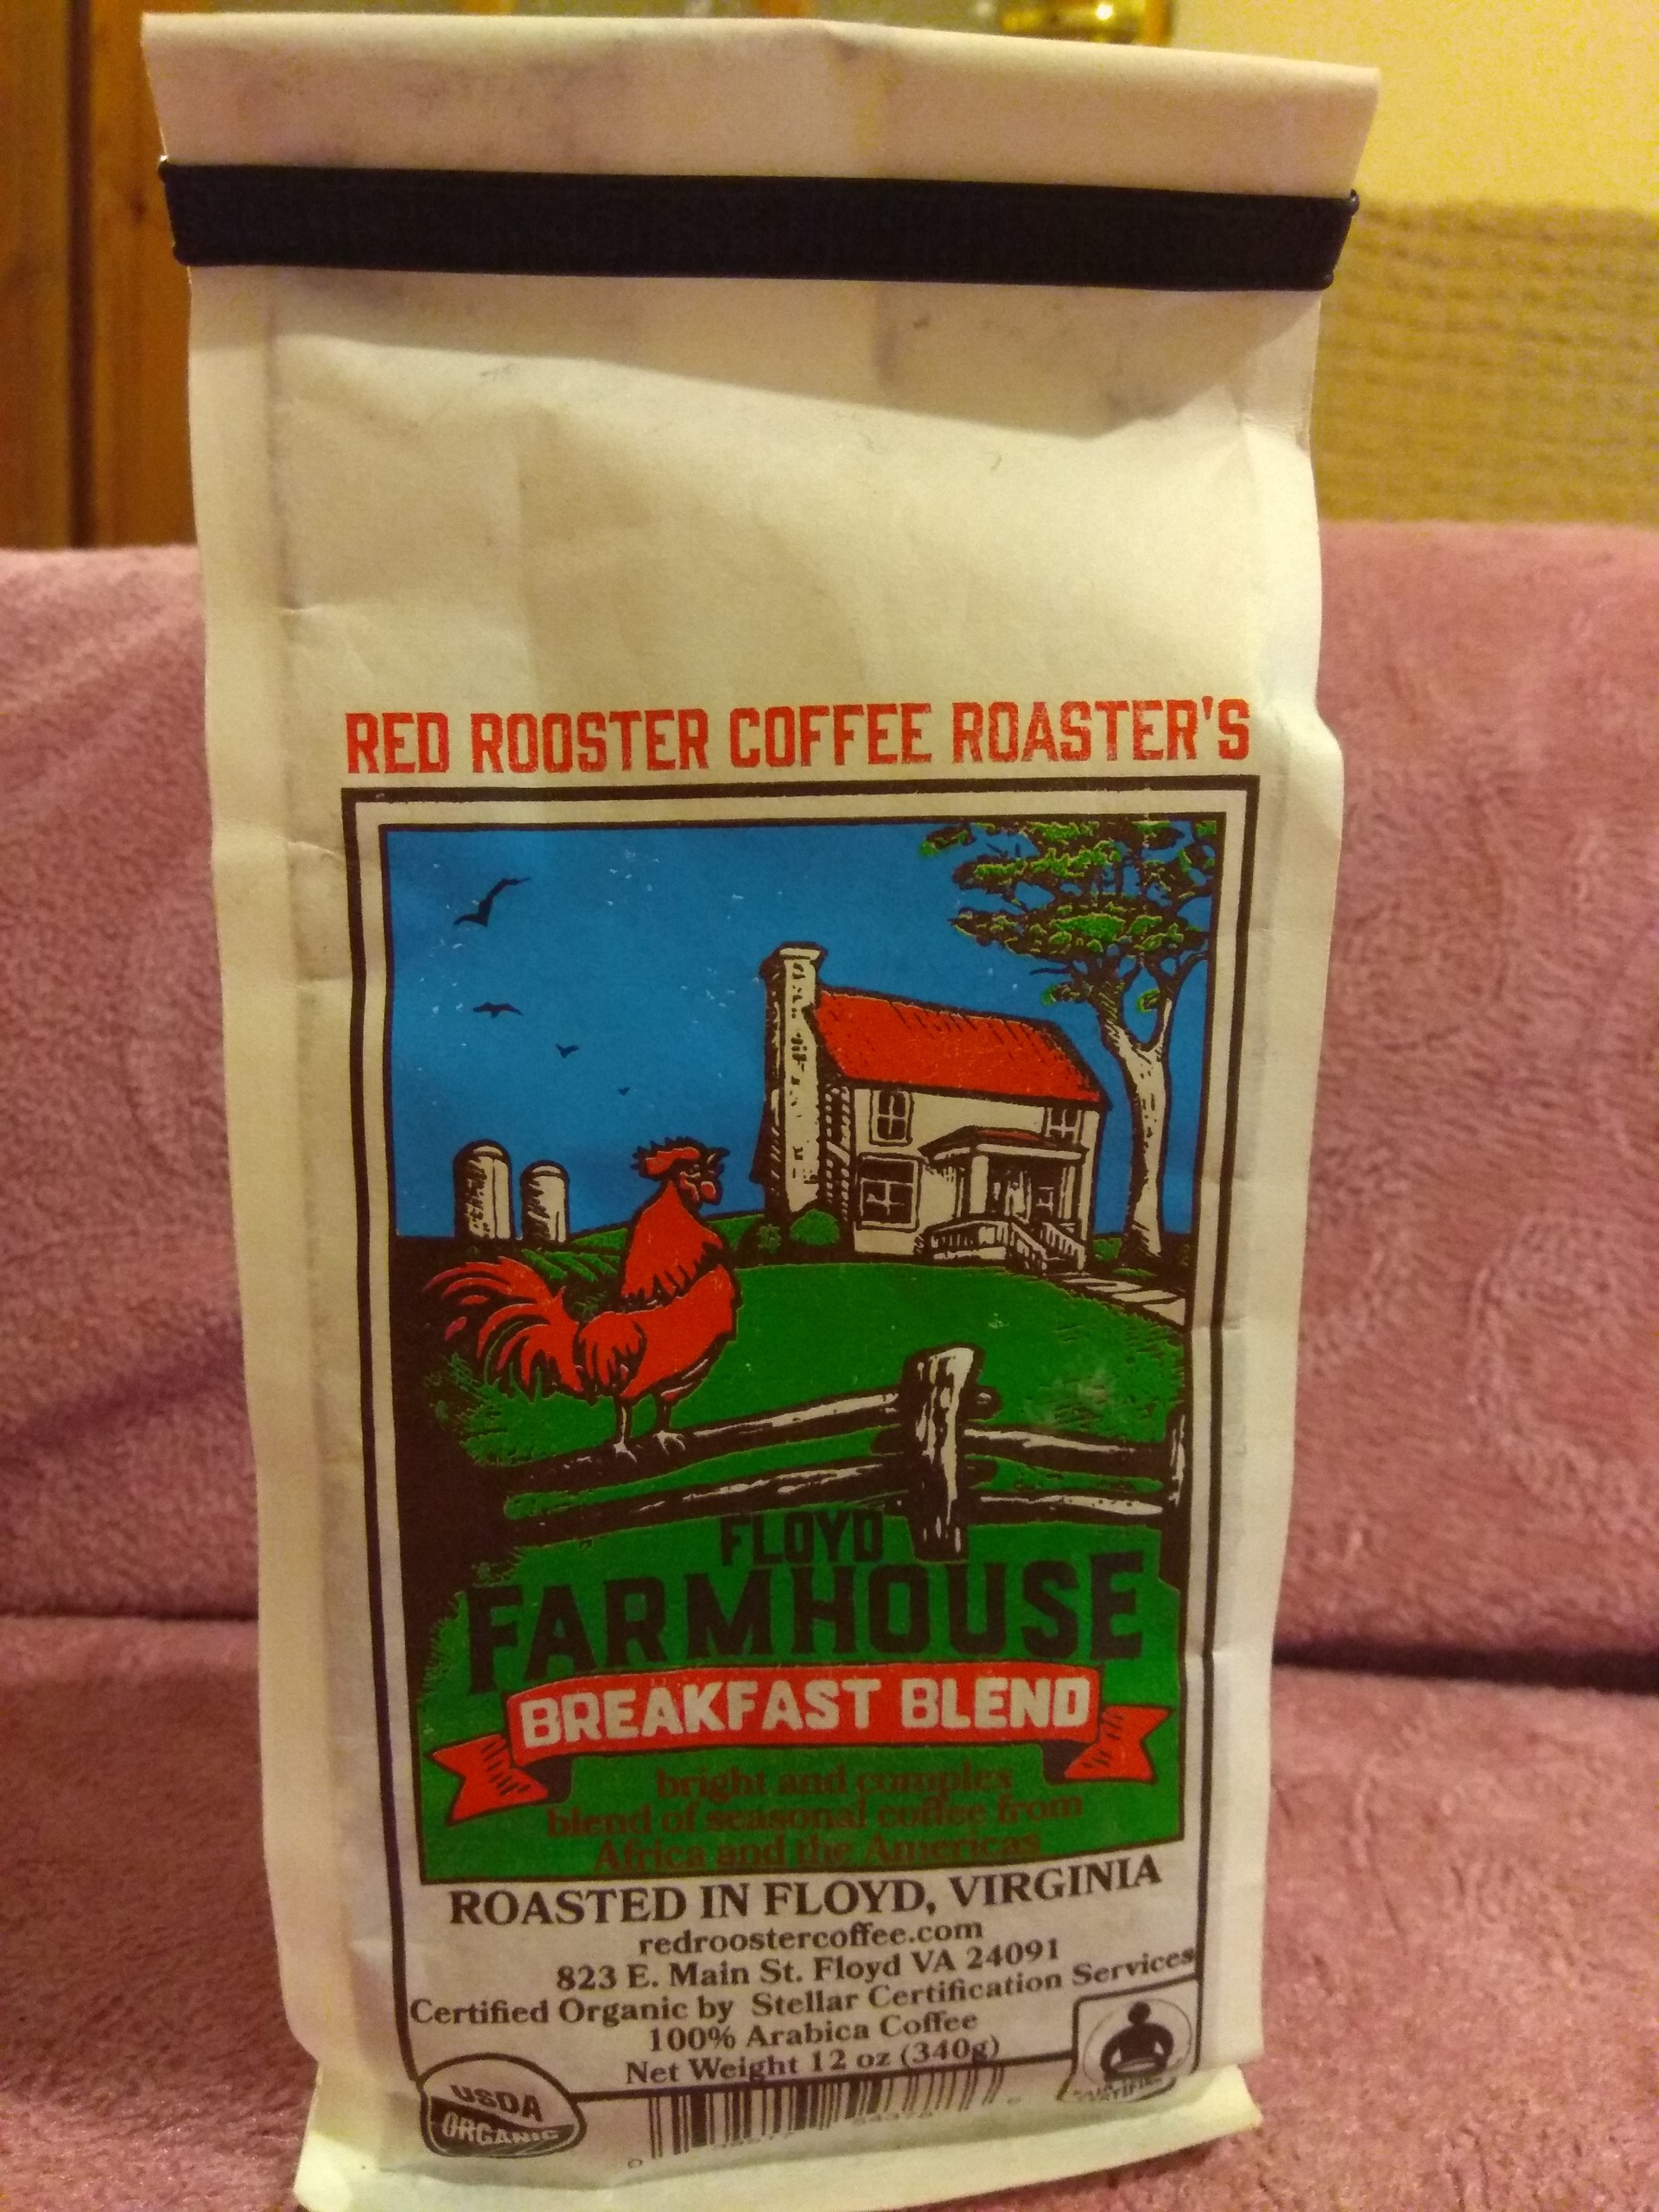 RED ROOSTER COFFEE ROASTER'S
FLOYD
FARMHOUSE
BREAKFAST BLEND
bright and complex
blend of seasonal coffee from
Africa and the Americas
ROASTED IN FLOYD, VIRGINIA
redroostercoffee.com
823 E. Main St. Floyd VA 24091
Certified Organic by Stellar Certification Services
100% Arabica Coffee
Net Weight 12 oz (340g)
USDA
ORGANIC